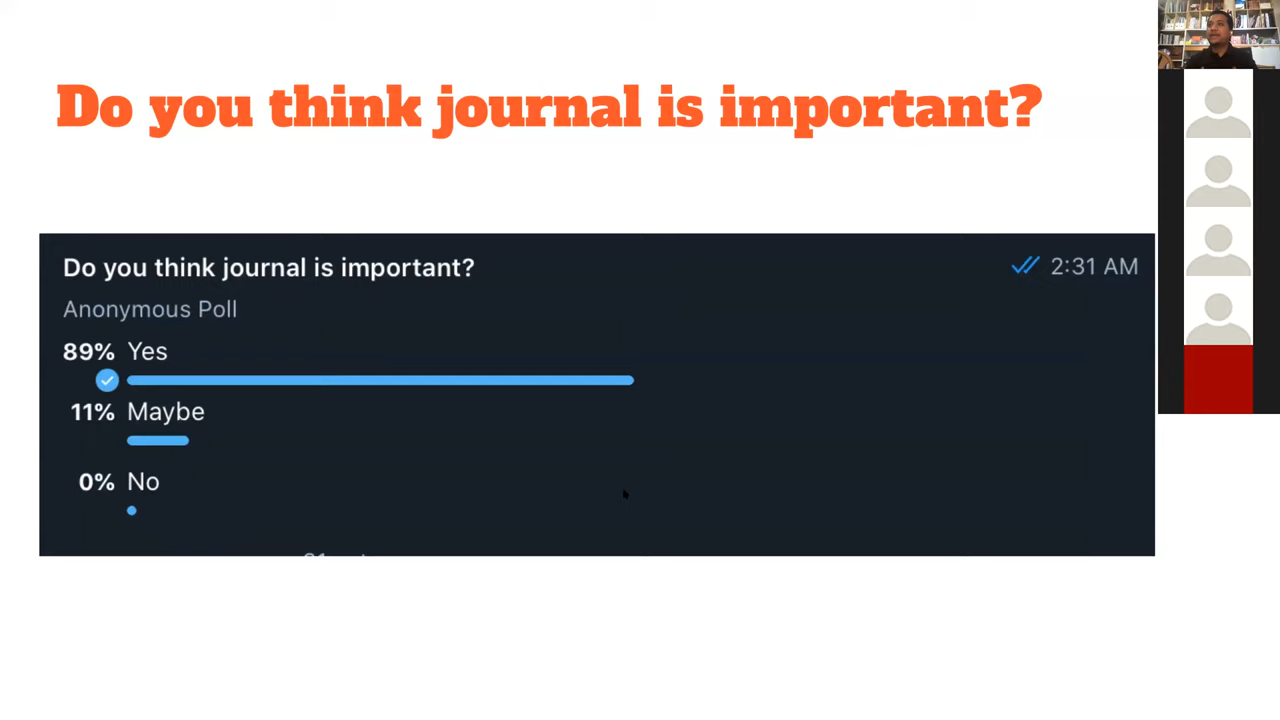 Do you think journal is important?
Do you think journal is important?
2:31 AM
Anonymous Poll
89% Yes
11% Maybe
0% No